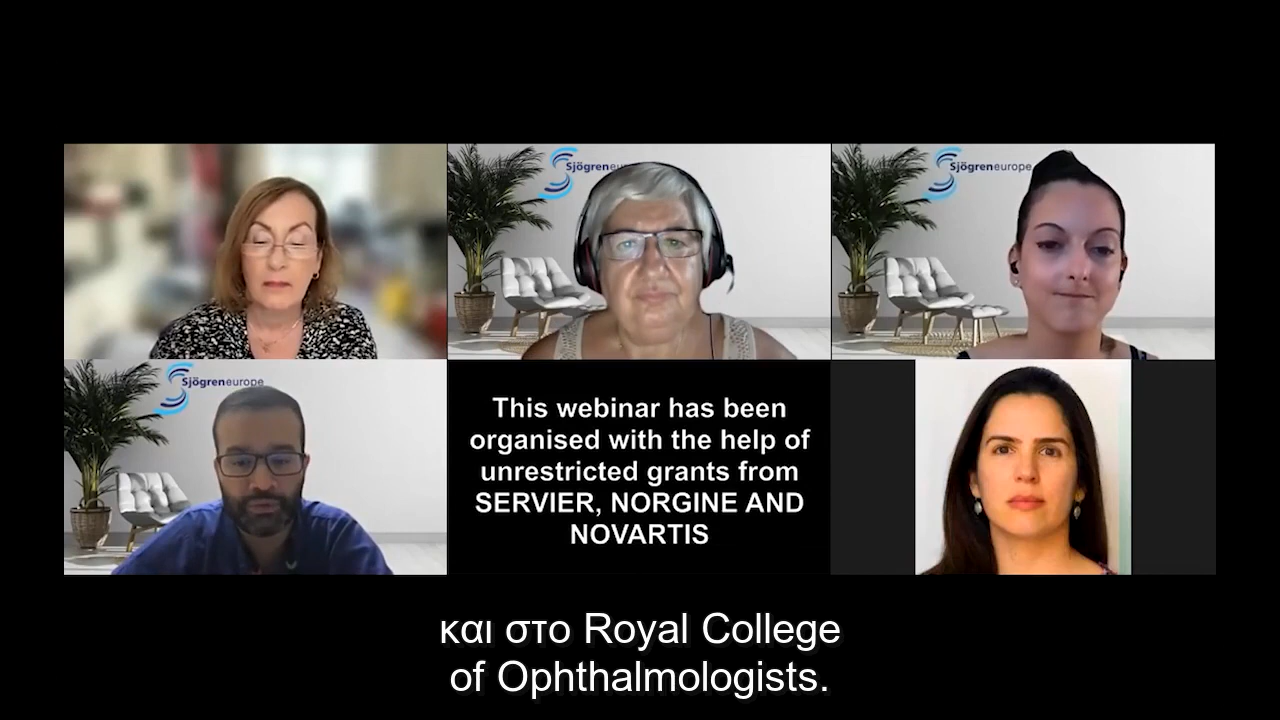 Sjögreneurope
Sjögreneurope
Sjögreneurope
This webinar has been
organised with the help of
unrestricted grants from
SERVIER, NORGINE AND
NOVARTIS
και στο Royal College
of Ophthalmologists.